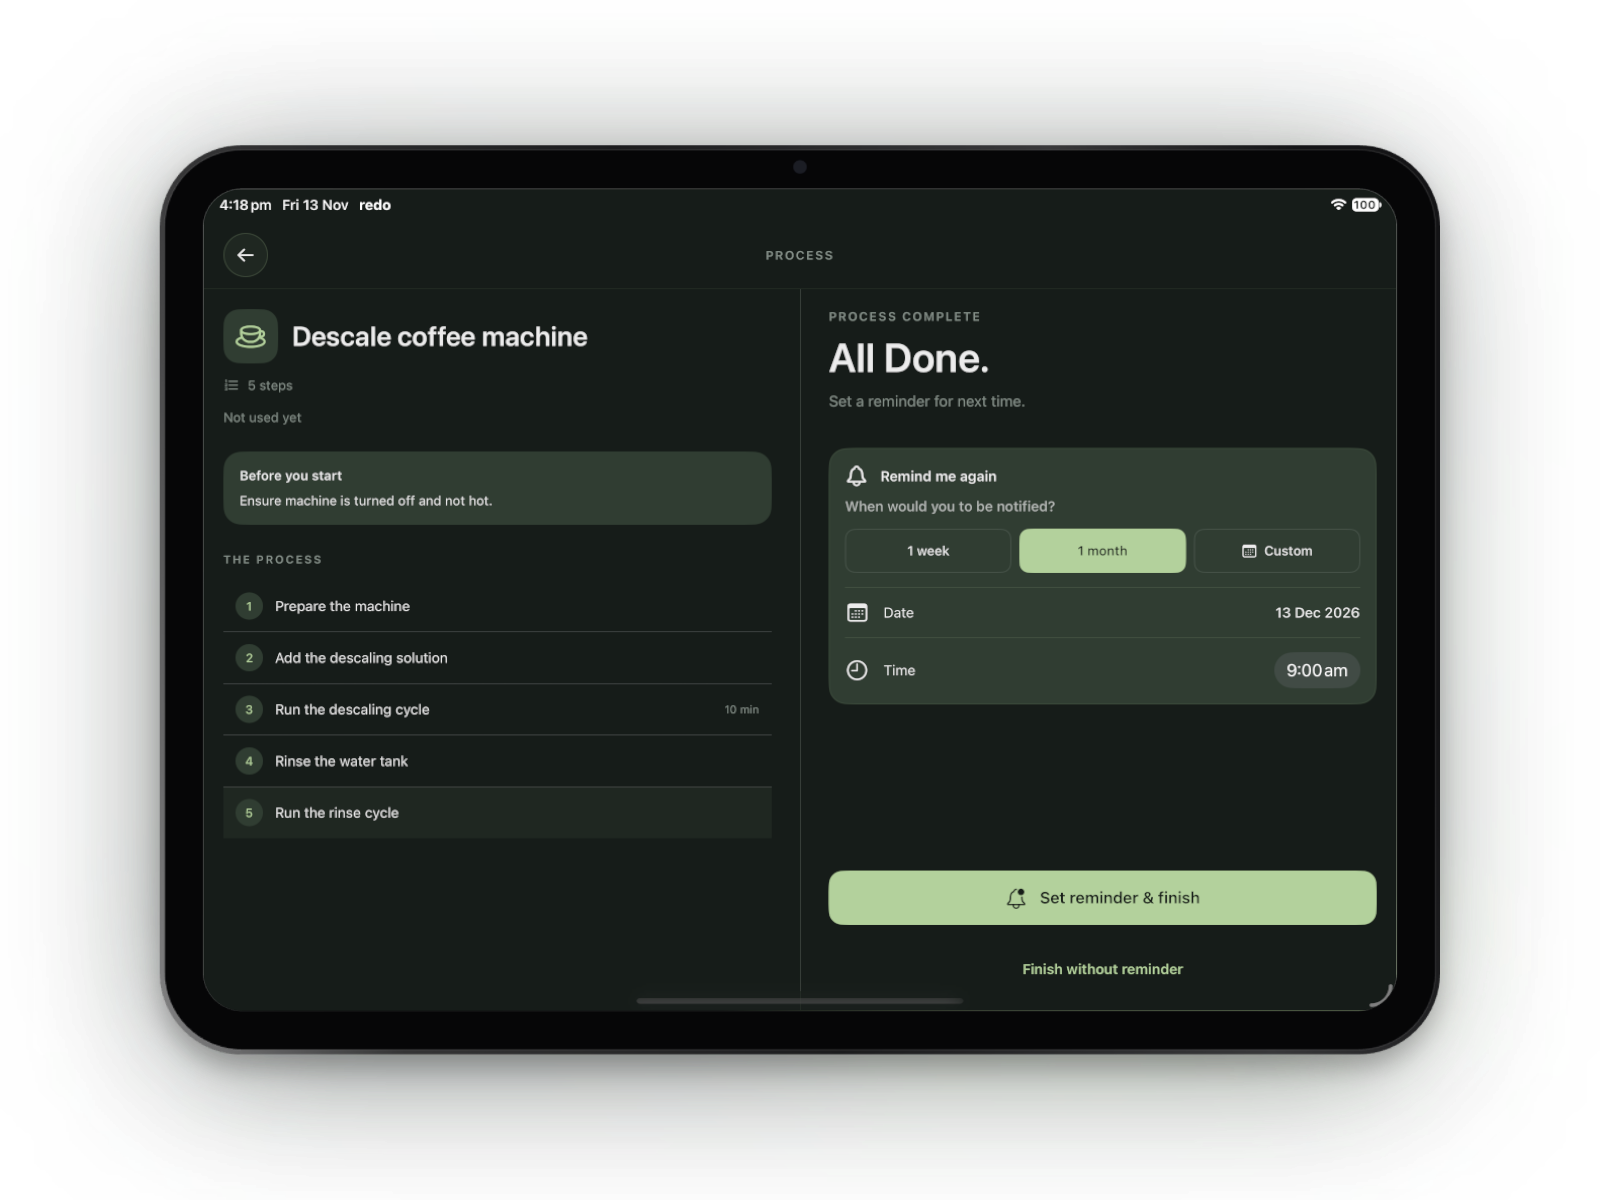 4:18 pm Fri 13 Nov redo
100
PROCESS
Descale coffee machine
5 steps
Not used yet
Before you start
Ensure machine is turned off and not hot.
THE PROCESS
1 Prepare the machine
2 Add the descaling solution
3 Run the descaling cycle 10 min
4 Rinse the water tank
5 Run the rinse cycle
PROCESS COMPLETE
All Done.
Set a reminder for next time.
Remind me again
When would you to be notified?
1 week 1 month Custom
Date 13 Dec 2026
Time 9:00 am
Set reminder & finish
Finish without reminder